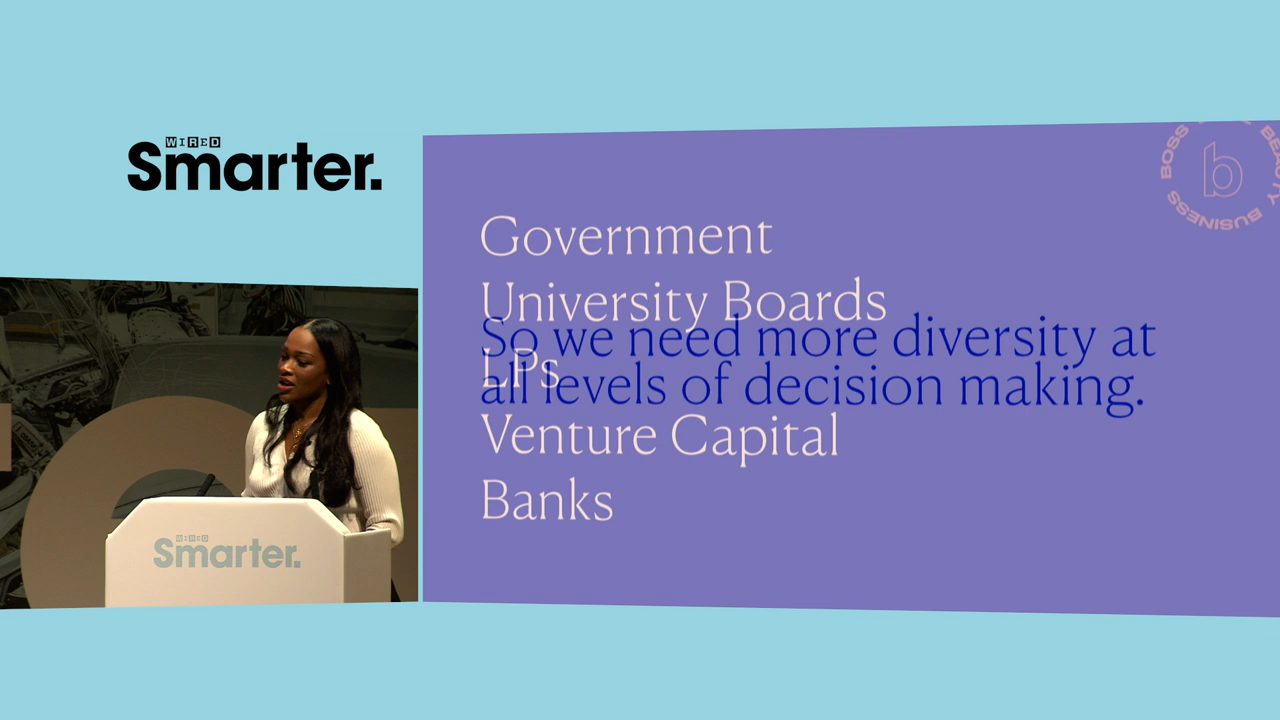 WIRED
Smarter.
Government
University Boards
So we need more diversity at
LPs
all levels of decision making.
Venture Capital
Banks
BOSS
BEAUTY BUSINESS
b
WIRED
Smarter.